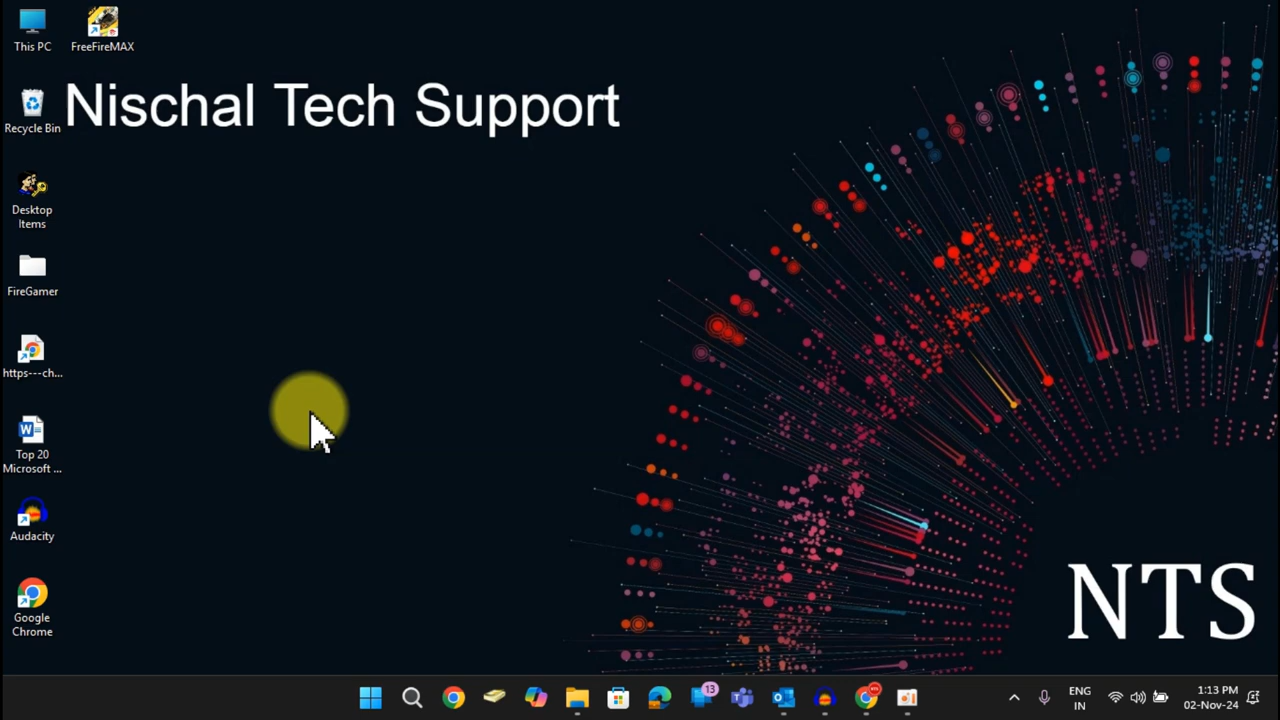 This PC
FreeFireMAX
Nischal Tech Support
Recycle Bin
Desktop
Items
FireGamer
https---ch...
Top 20
Microsoft ...
Audacity
Google
Chrome
NTS
13
ENG
IN
1:13 PM
02-Nov-24